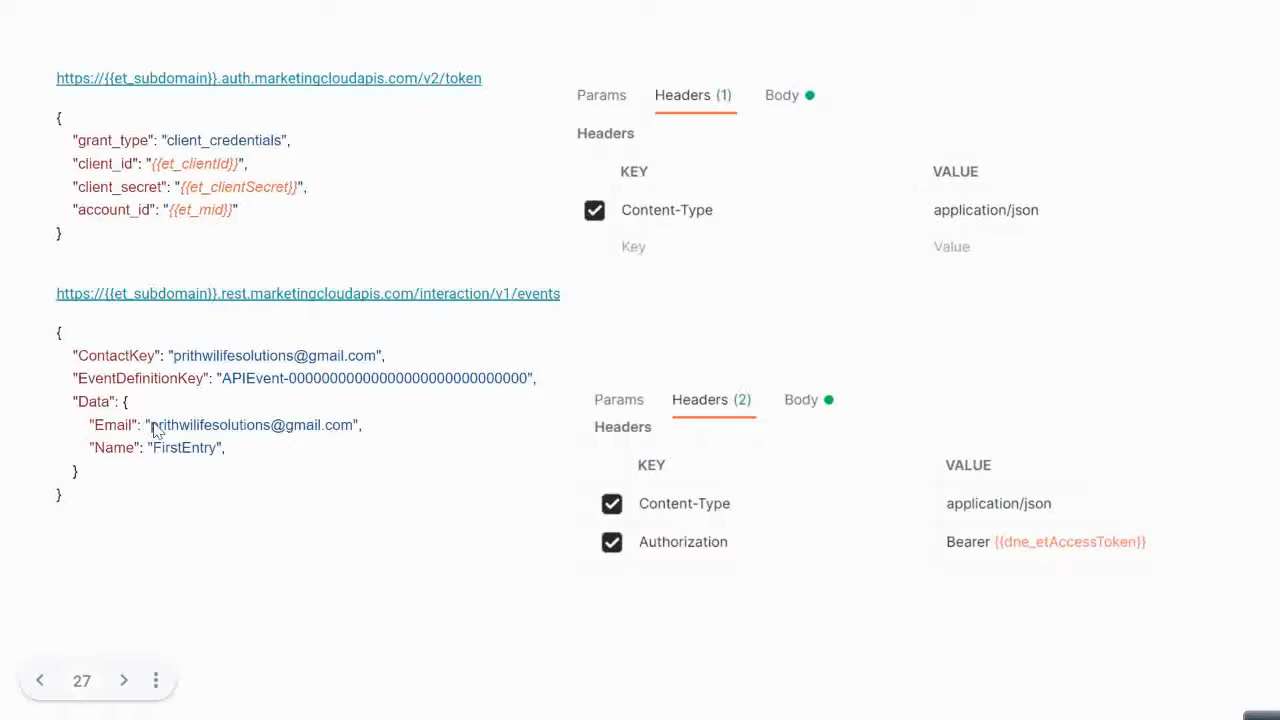 https://{{et_subdomain}}.auth.marketingcloudapis.com/v2/token
{
"grant_type": "client_credentials",
"client_id": "{{et_clientId}}",
"client_secret": "{{et_clientSecret}}",
"account_id": "{{et_mid}}"
}
Params Headers (1) Body
Headers
KEY VALUE
Content-Type application/json
Key Value
https://{{et_subdomain}}.rest.marketingcloudapis.com/interaction/v1/events
{
"ContactKey": "prithwilifesolutions@gmail.com",
"EventDefinitionKey": "APIEvent-00000000000000000000000000000",
"Data": {
"Email": "prithwilifesolutions@gmail.com",
"Name": "FirstEntry",
}
}
Params Headers (2) Body
Headers
KEY VALUE
Content-Type application/json
Authorization Bearer {{dne_etAccessToken}}
27